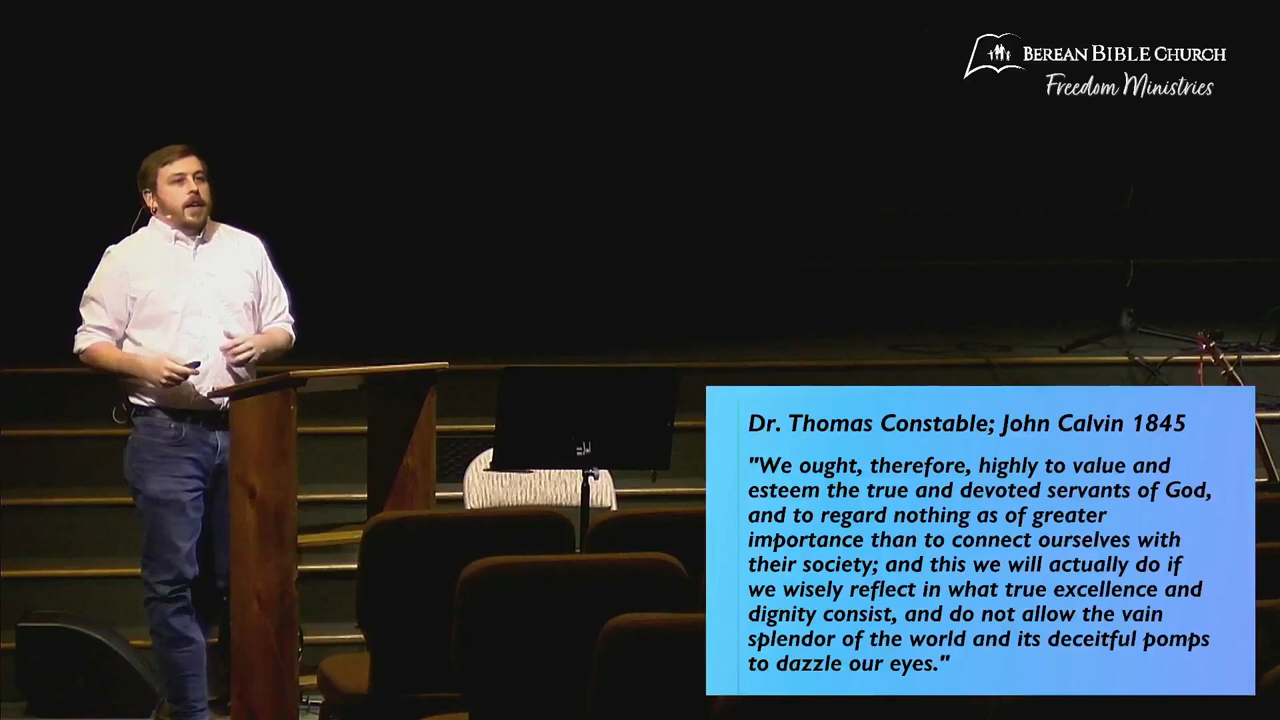 BEREAN BIBLE CHURCH
Freedom Ministries
Dr. Thomas Constable; John Calvin 1845
"We ought, therefore, highly to value and
esteem the true and devoted servants of God,
and to regard nothing as of greater
importance than to connect ourselves with
their society; and this we will actually do if
we wisely reflect in what true excellence and
dignity consist, and do not allow the vain
splendor of the world and its deceitful pomps
to dazzle our eyes."